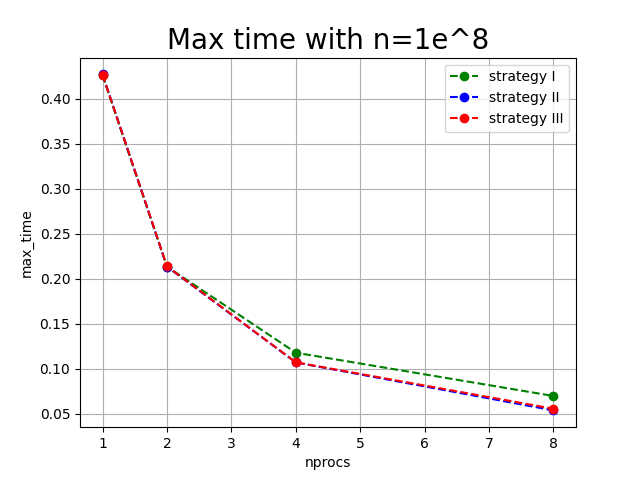 Max time with n=1e^8
strategy I
strategy II
strategy III
0.40
0.35
0.30
0.25
0.20
0.15
0.10
0.05
max_time
1 2 3 4 5 6 7 8
nprocs